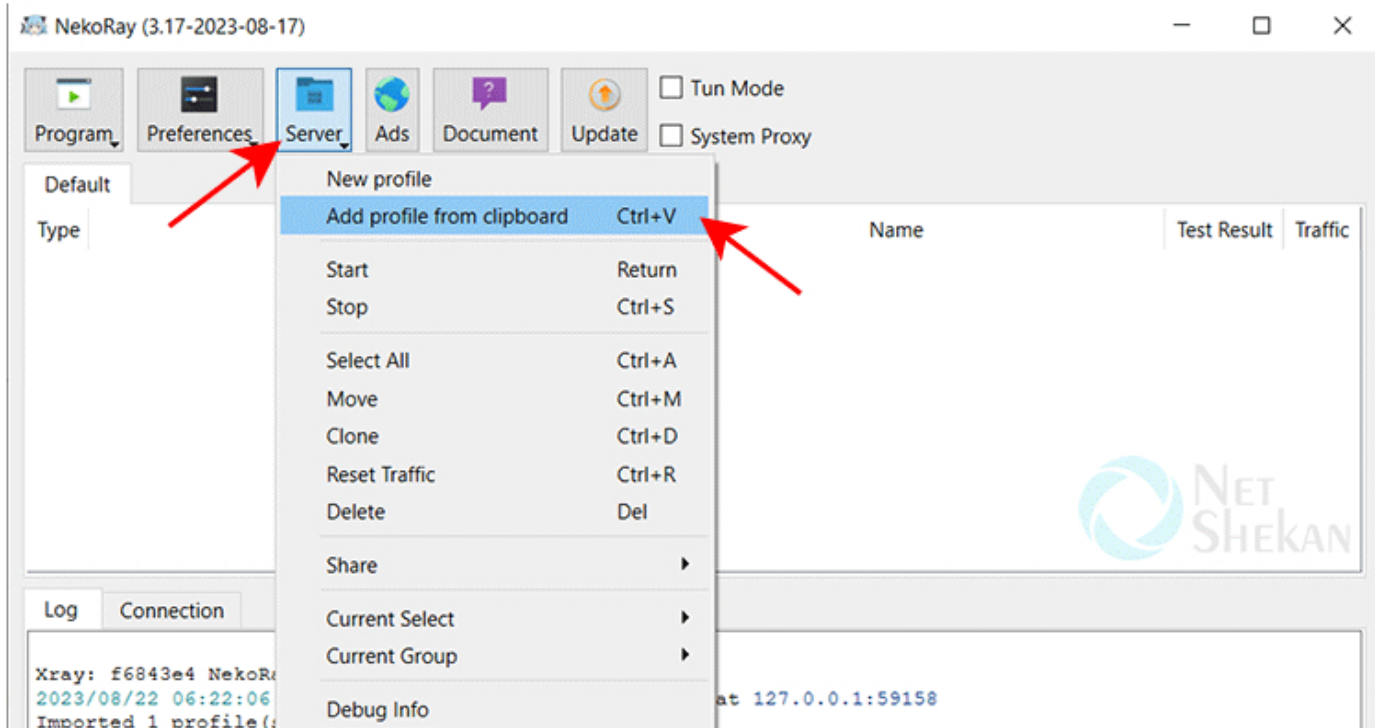 NekoRay (3.17-2023-08-17)
Program Preferences Server Ads Document Update
Tun Mode
System Proxy
Default
Type Name Test Result Traffic
New profile
Add profile from clipboard Ctrl+V
Start Return
Stop Ctrl+S
Select All Ctrl+A
Move Ctrl+M
Clone Ctrl+D
Reset Traffic Ctrl+R
Delete Del
Share
Current Select
Current Group
Debug Info
NET
SHEKAN
Log Connection
Xray: f6843e4 NekoRa
2023/08/22 06:22:06 at 127.0.0.1:59158
Imported 1 profile(